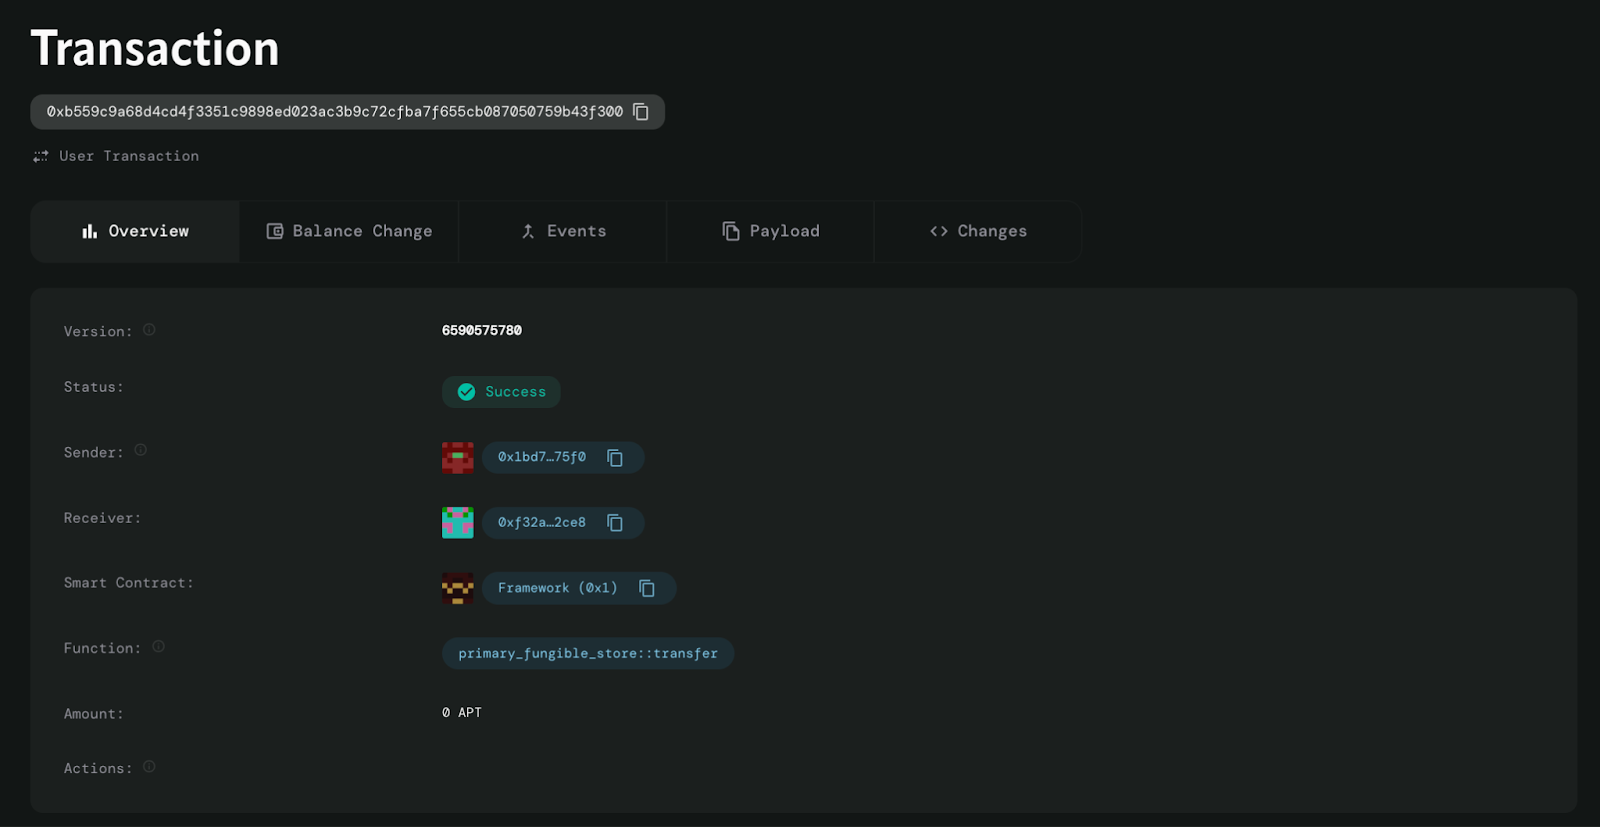 Transaction
0xb559c9a68d4cd4f3351c9898ed023ac3b9c72cfba7f655cb087050759b43f300
User Transaction
Overview
Balance Change
Events
Payload
Changes
Version:
6590575780
Status:
Success
Sender:
0x1bd7…75f0
Receiver:
0xf32a…2ce8
Smart Contract:
Framework (0x1)
Function:
primary_fungible_store::transfer
Amount:
0 APT
Actions: